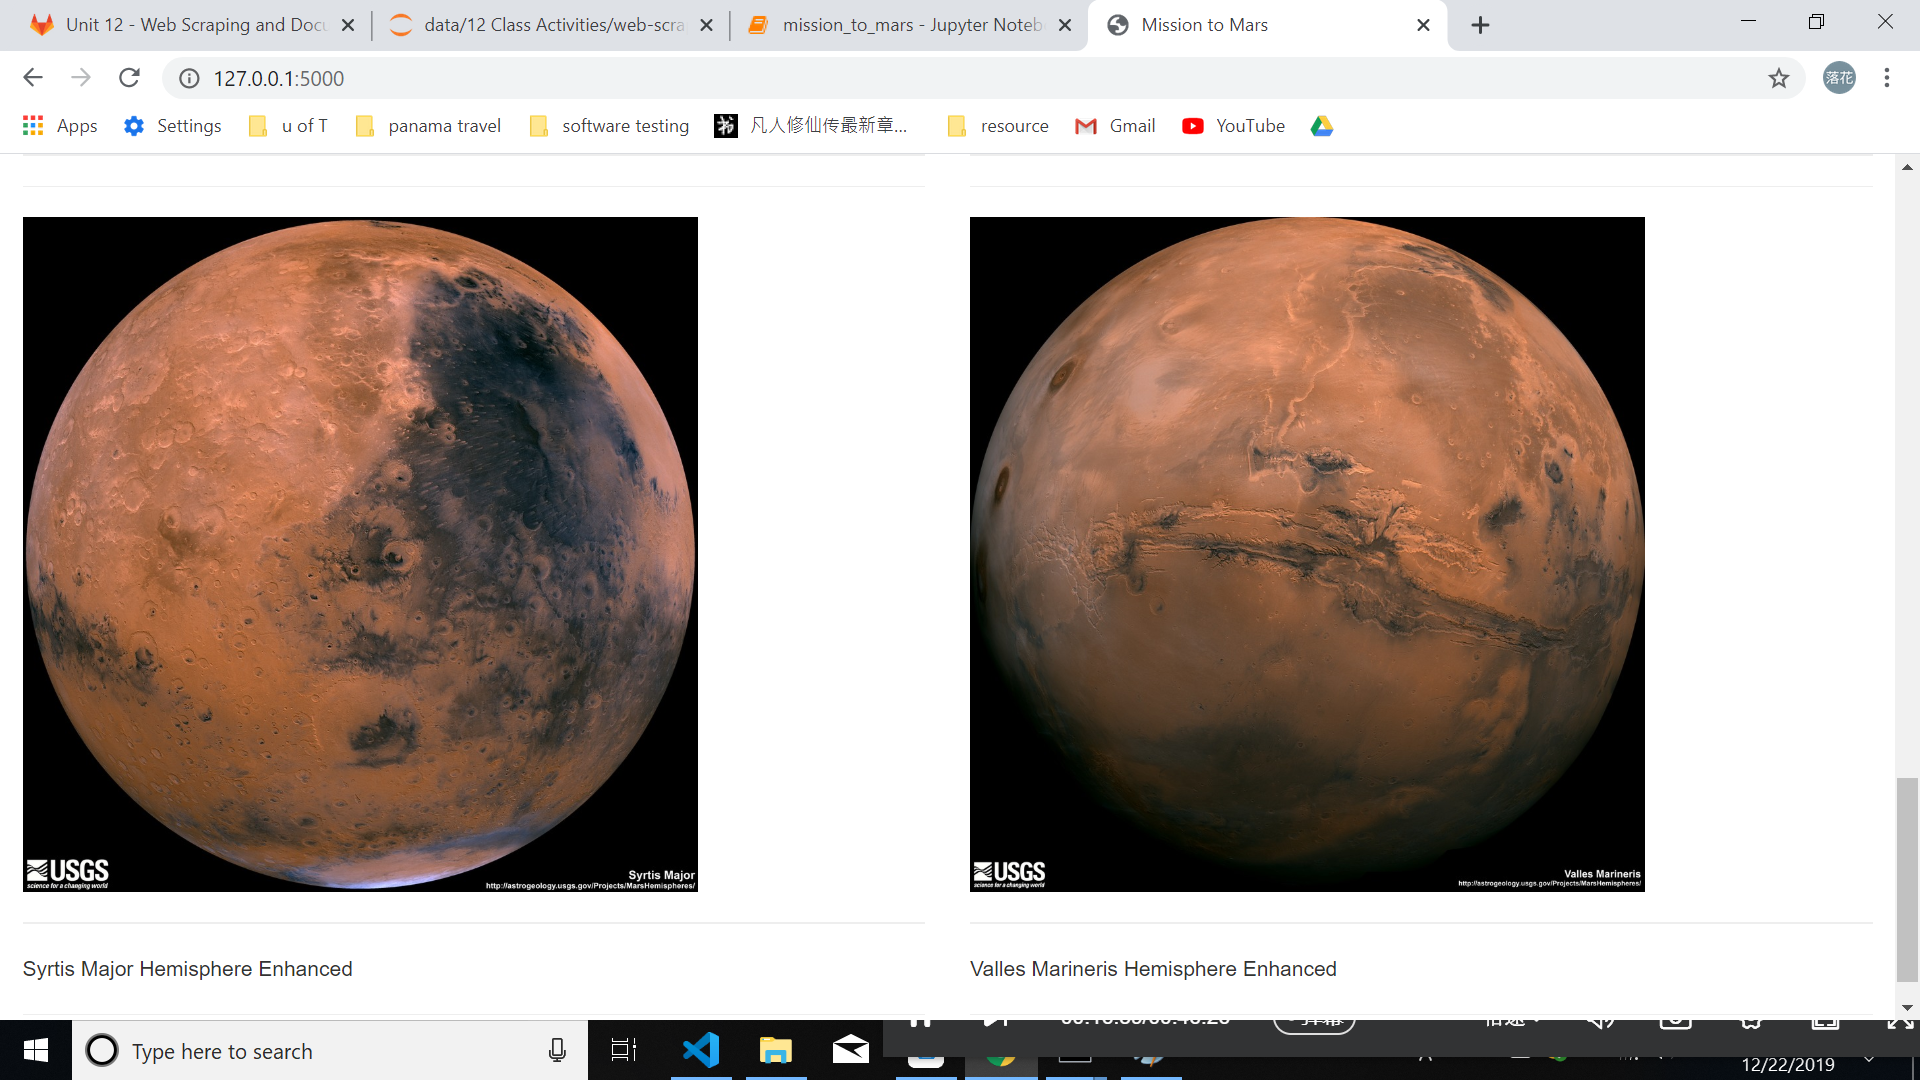 Unit 12 - Web Scraping and Docu
data/12 Class Activities/web-scra
mission_to_mars - Jupyter Noteb
Mission to Mars
127.0.0.1:5000
落花
Apps
Settings
u of T
panama travel
software testing
凡人修仙传最新章...
resource
Gmail
YouTube
USGS
science for a changing world
Syrtis Major
http://astrogeology.usgs.gov/Projects/MarsHemispheres/
USGS
science for a changing world
Valles Marineris
http://astrogeology.usgs.gov/Projects/MarsHemispheres/
Syrtis Major Hemisphere Enhanced
Valles Marineris Hemisphere Enhanced
Type here to search
倍速
12/22/2019